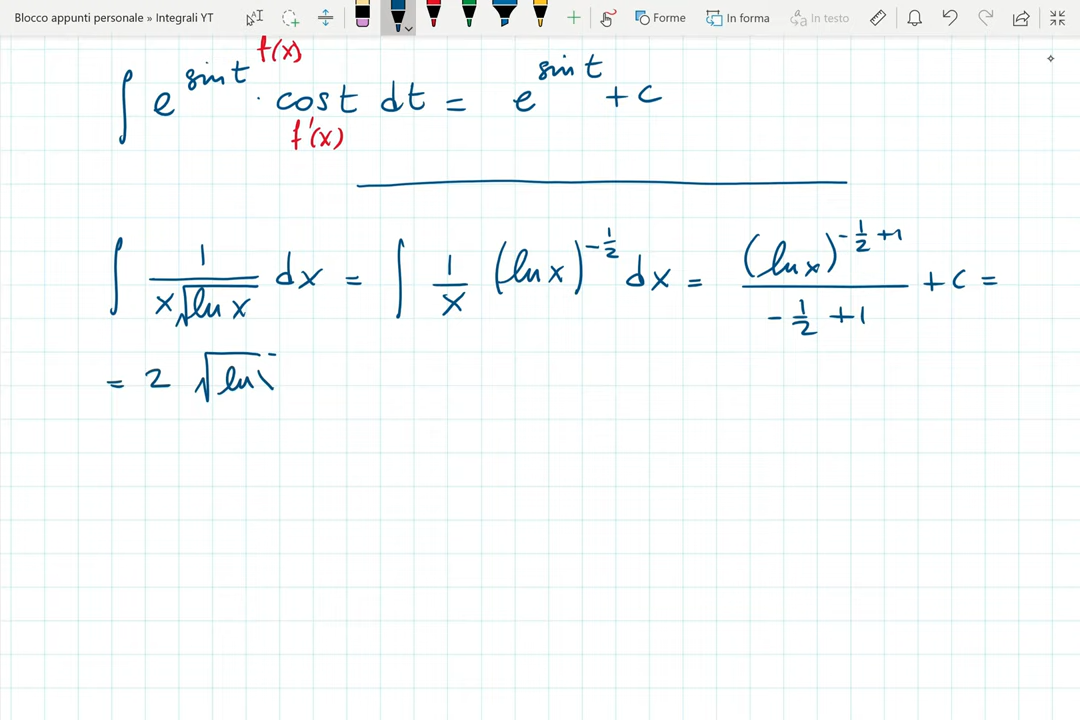 Blocco appunti personale » Integrali YT Forme In forma In testo
∫ e^{sin t} · cos t dt = e^{sin t} + c
f(x)
f'(x)
∫ 1/(x√(ln x)) dx = ∫ 1/x (ln x)^{-1/2} dx = (ln x)^{-1/2 + 1}/(-1/2 + 1) + c =
= 2 √ln